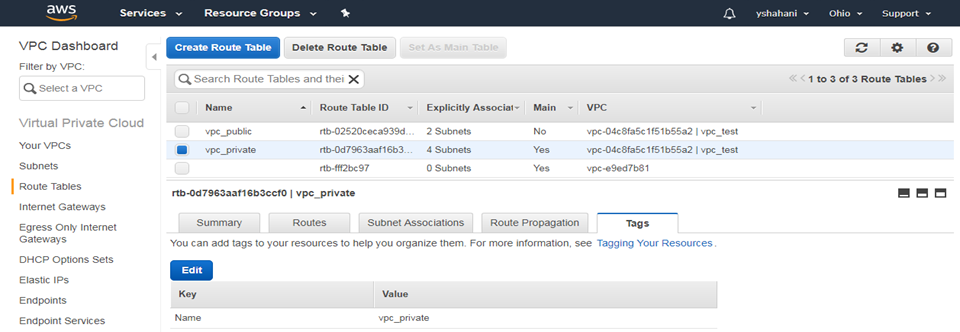 aws Services Resource Groups yshahani Ohio Support
VPC Dashboard
Filter by VPC:
Select a VPC
Virtual Private Cloud
Your VPCs
Subnets
Route Tables
Internet Gateways
Egress Only Internet
Gateways
DHCP Options Sets
Elastic IPs
Endpoints
Endpoint Services
Create Route Table Delete Route Table Set As Main Table
Search Route Tables and thei 1 to 3 of 3 Route Tables
Name Route Table ID Explicitly Associat Main VPC
vpc_public rtb-02520ceca939d... 2 Subnets No vpc-04c8fa5c1f51b55a2 | vpc_test
vpc_private rtb-0d7963aaf16b3... 4 Subnets Yes vpc-04c8fa5c1f51b55a2 | vpc_test
rtb-fff2bc97 0 Subnets Yes vpc-e9ed7b81
rtb-0d7963aaf16b3ccf0 | vpc_private
Summary Routes Subnet Associations Route Propagation Tags
You can add tags to your resources to help you organize them. For more information, see Tagging Your Resources.
Edit
Key Value
Name vpc_private